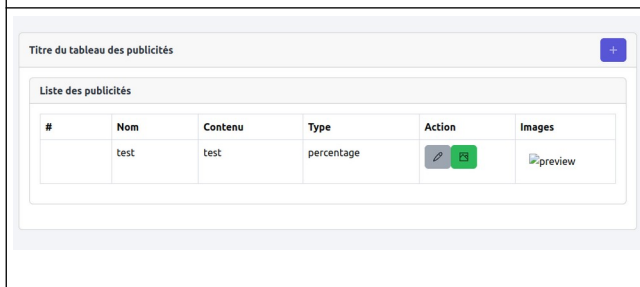 Titre du tableau des publicités
+
Liste des publicités
# Nom Contenu Type Action Images
test test percentage preview